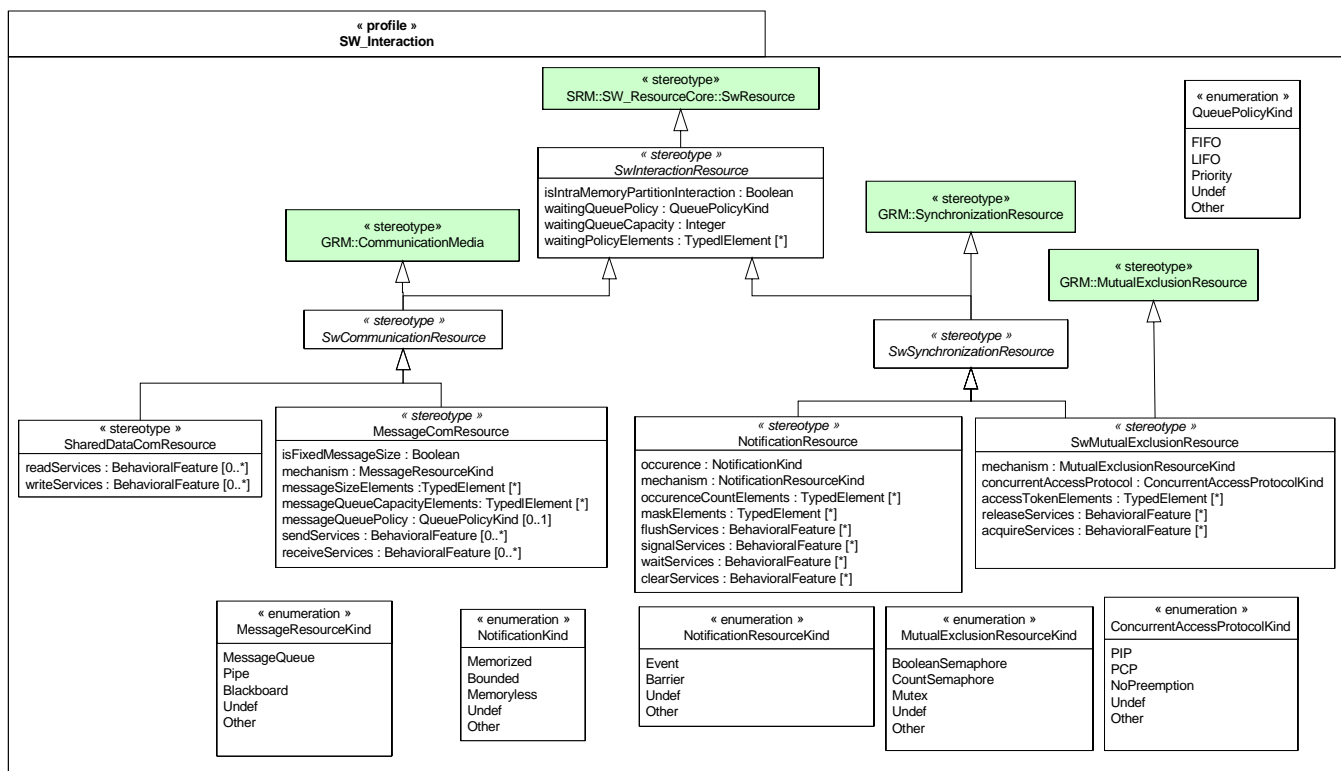 « profile »
SW_Interaction
« stereotype»
SRM::SW_ResourceCore::SwResource
« enumeration »
QueuePolicyKind
FIFO
LIFO
Priority
Undef
Other
« stereotype »
SwInteractionResource
isIntraMemoryPartitionInteraction : Boolean
waitingQueuePolicy : QueuePolicyKind
waitingQueueCapacity : Integer
waitingPolicyElements : TypedlElement [*]
« stereotype»
GRM::SynchronizationResource
« stereotype»
GRM::CommunicationMedia
« stereotype»
GRM::MutualExclusionResource
« stereotype »
SwCommunicationResource
« stereotype »
SwSynchronizationResource
« stereotype »
SharedDataComResource
readServices : BehavioralFeature [0..*]
writeServices : BehavioralFeature [0..*]
« stereotype »
MessageComResource
isFixedMessageSize : Boolean
mechanism : MessageResourceKind
messageSizeElements :TypedElement [*]
messageQueueCapacityElements: TypedlElement [*]
messageQueuePolicy : QueuePolicyKind [0..1]
sendServices : BehavioralFeature [0..*]
receiveServices : BehavioralFeature [0..*]
« stereotype »
NotificationResource
occurence : NotificationKind
mechanism : NotificationResourceKind
occurenceCountElements : TypedElement [*]
maskElements : TypedElement [*]
flushServices : BehavioralFeature [*]
signalServices : BehavioralFeature [*]
waitServices : BehavioralFeature [*]
clearServices : BehavioralFeature [*]
« stereotype »
SwMutualExclusionResource
mechanism : MutualExclusionResourceKind
concurrentAccessProtocol : ConcurrentAccessProtocolKind
accessTokenElements : TypedElement [*]
releaseServices : BehavioralFeature [*]
acquireServices : BehavioralFeature [*]
« enumeration »
MessageResourceKind
MessageQueue
Pipe
Blackboard
Undef
Other
« enumeration »
NotificationKind
Memorized
Bounded
Memoryless
Undef
Other
« enumeration »
NotificationResourceKind
Event
Barrier
Undef
Other
« enumeration »
MutualExclusionResourceKind
BooleanSemaphore
CountSemaphore
Mutex
Undef
Other
« enumeration »
ConcurrentAccessProtocolKind
PIP
PCP
NoPreemption
Undef
Other